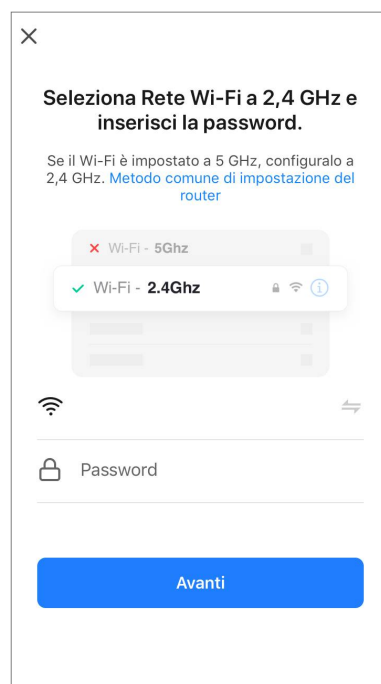 Seleziona Rete Wi-Fi a 2,4 GHz e
inserisci la password.
Se il Wi-Fi è impostato a 5 GHz, configuralo a
2,4 GHz. Metodo comune di impostazione del
router
Wi-Fi - 5Ghz
Wi-Fi - 2.4Ghz
Password
Avanti